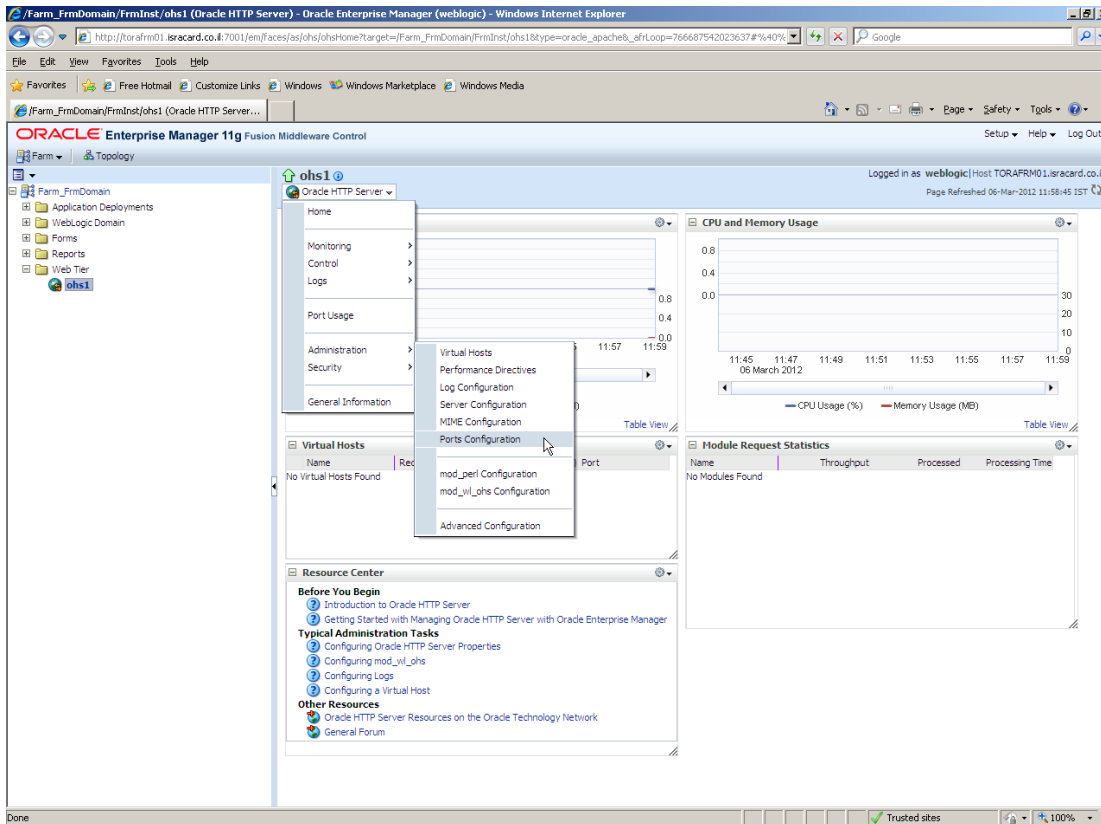 /Farm_FrmDomain/FrmInst/ohs1 (Oracle HTTP Server) - Oracle Enterprise Manager (weblogic) - Windows Internet Explorer
http://torafrm01.isracard.co.il:7001/em/faces/as/ohs/ohsHome?target=/Farm_FrmDomain/FrmInst/ohs1&type=oracle_apache&_afrLoop=766687542023637#%40%
Google
File Edit View Favorites Tools Help
Favorites Free Hotmail Customize Links Windows Windows Marketplace Windows Media
/Farm_FrmDomain/FrmInst/ohs1 (Oracle HTTP Server...
Page Safety Tools
ORACLE Enterprise Manager 11g Fusion Middleware Control
Setup Help Log Out
Farm Topology
ohs1
Logged in as weblogic|Host TORAFRM01.isracard.co.i
Oracle HTTP Server
Page Refreshed 06-Mar-2012 11:58:45 IST
Farm_FrmDomain
Application Deployments
WebLogic Domain
Forms
Reports
Web Tier
ohs1
Home
Monitoring
Control
Logs
Port Usage
Administration
Security
General Information
Virtual Hosts
Performance Directives
Log Configuration
Server Configuration
MIME Configuration
Ports Configuration
mod_perl Configuration
mod_wl_ohs Configuration
Advanced Configuration
0.8
0.4
0.0
11:57 11:59
Table View
CPU and Memory Usage
0.8
0.4
0.0
30
20
10
0
11:45 11:47 11:49 11:51 11:53 11:55 11:57 11:59
06 March 2012
CPU Usage (%) Memory Usage (MB)
Table View
Virtual Hosts
Name Req Port
No Virtual Hosts Found
Module Request Statistics
Name Throughput Processed Processing Time
No Modules Found
Resource Center
Before You Begin
Introduction to Oracle HTTP Server
Getting Started with Managing Oracle HTTP Server with Oracle Enterprise Manager
Typical Administration Tasks
Configuring Oracle HTTP Server Properties
Configuring mod_wl_ohs
Configuring Logs
Configuring a Virtual Host
Other Resources
Oracle HTTP Server Resources on the Oracle Technology Network
General Forum
Done
Trusted sites
100%